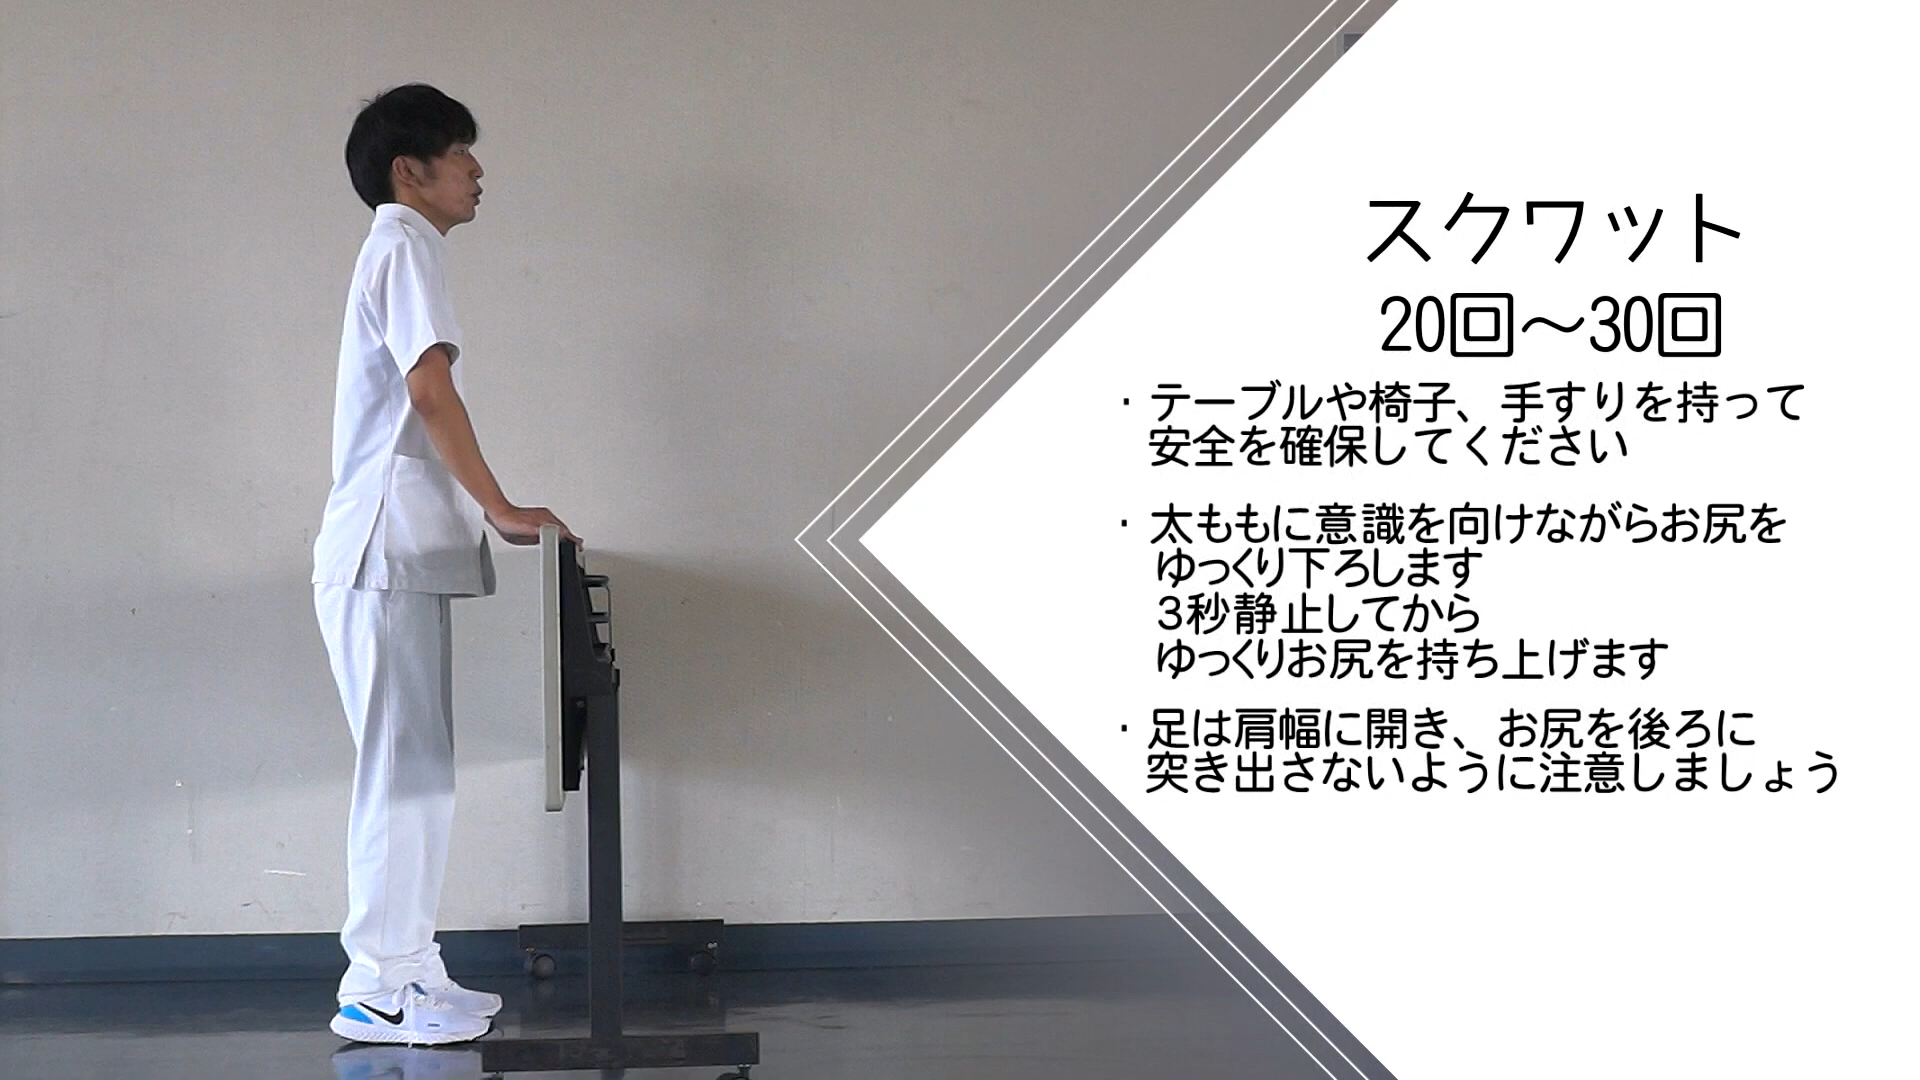 スクワット
20回～30回
・テーブルや椅子、手すりを持って
安全を確保してください
・太ももに意識を向けながらお尻を
ゆっくり下ろします
3秒静止してから
ゆっくりお尻を持ち上げます
・足は肩幅に開き、お尻を後ろに
突き出さないように注意しましょう